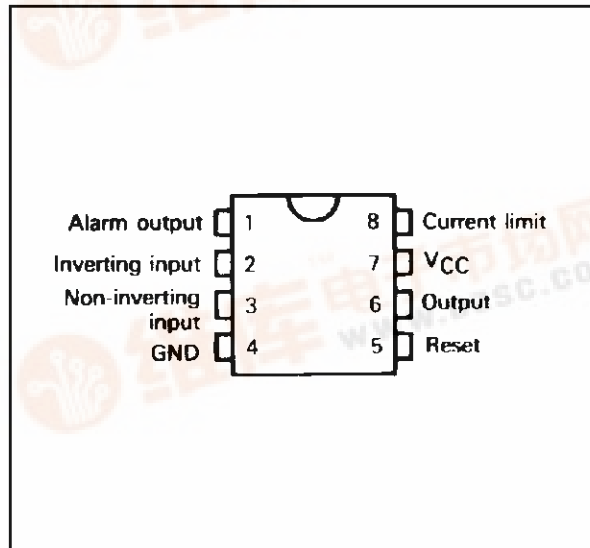 Alarm output 1
Inverting input 2
Non-inverting
input 3
GND 4
8 Current limit
7 VCC
6 Output
5 Reset